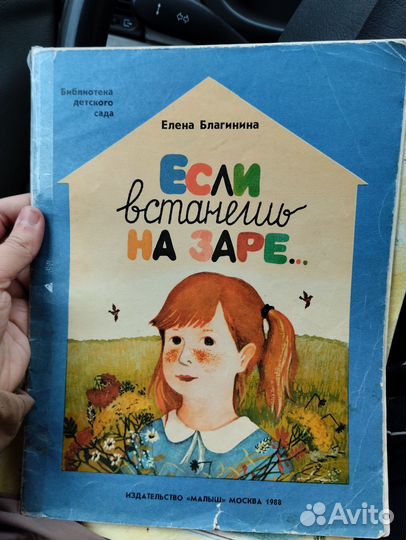 Библиотека
детского
сада
Елена Благинина
ЕСЛИ
встанешь
НА ЗАРЕ...
ИЗДАТЕЛЬСТВО «МАЛЫШ» МОСКВА 1988
Avito